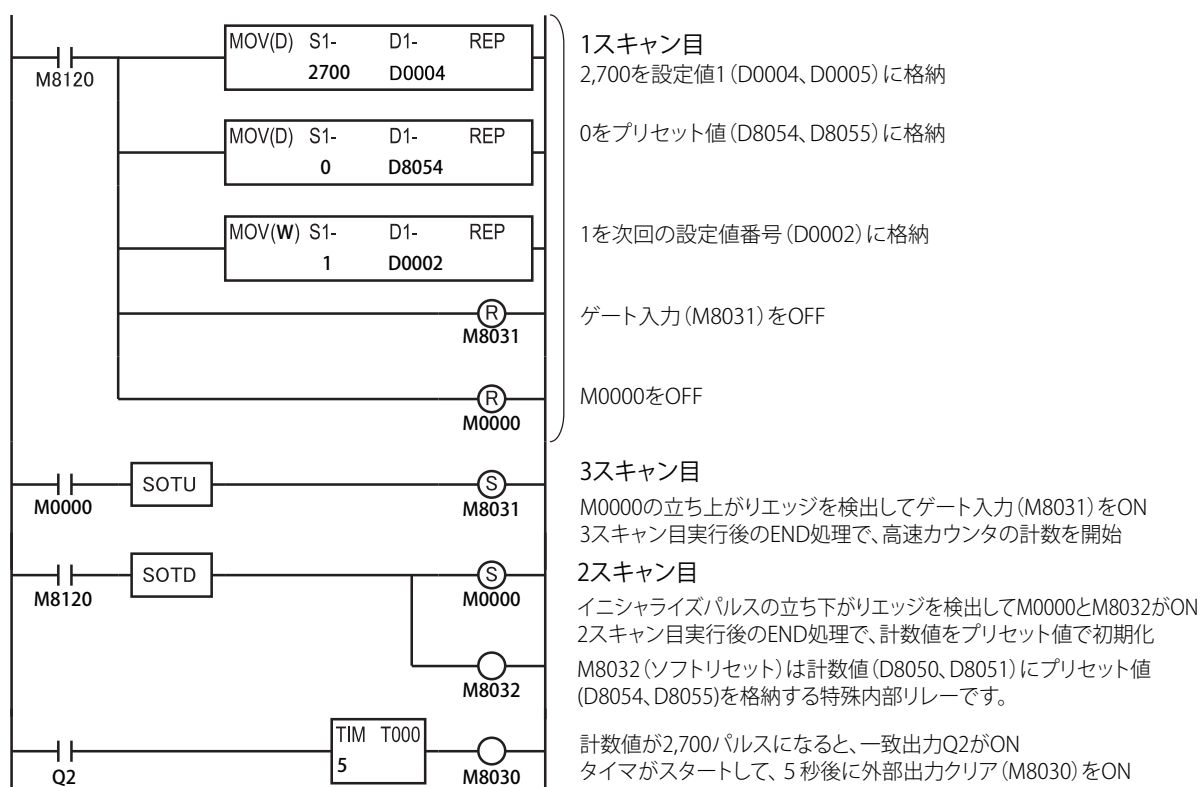 MOV(D) S1- D1- REP
2700 D0004
M8120
1スキャン目
2,700を設定値1（D0004、D0005）に格納
MOV(D) S1- D1- REP
0 D8054
0をプリセット値（D8054、D8055）に格納
MOV(W) S1- D1- REP
1 D0002
1を次回の設定値番号（D0002）に格納
R
M8031
ゲート入力（M8031）をOFF
R
M0000
M0000をOFF
M0000
SOTU
S
M8031
3スキャン目
M0000の立ち上がりエッジを検出してゲート入力（M8031）をON
3スキャン目実行後のEND処理で、高速カウンタの計数を開始
M8120
SOTD
S
M0000
M8032
2スキャン目
イニシャライズパルスの立ち下がりエッジを検出してM0000とM8032がON
2スキャン目実行後のEND処理で、計数値をプリセット値で初期化
M8032（ソフトリセット）は計数値（D8050、D8051）にプリセット値
(D8054、D8055)を格納する特殊内部リレーです。
Q2
TIM T000
5
M8030
計数値が2,700パルスになると、一致出力Q2がON
タイマがスタートして、5 秒後に外部出力クリア（M8030）をON